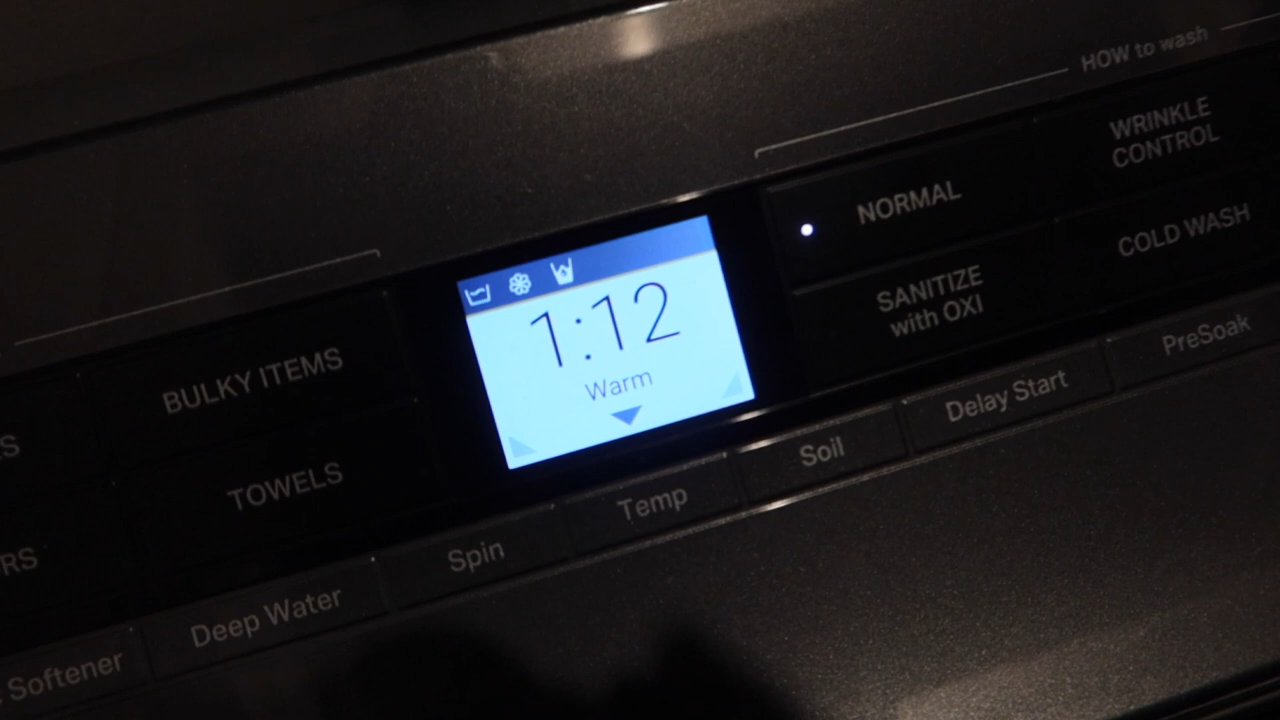 HOW to wash
WRINKLE
CONTROL
NORMAL
COLD WASH
SANITIZE
with OXI
BULKY ITEMS
TOWELS
1:12
Warm
PreSoak
Delay Start
Soil
Temp
Spin
Deep Water
Softener